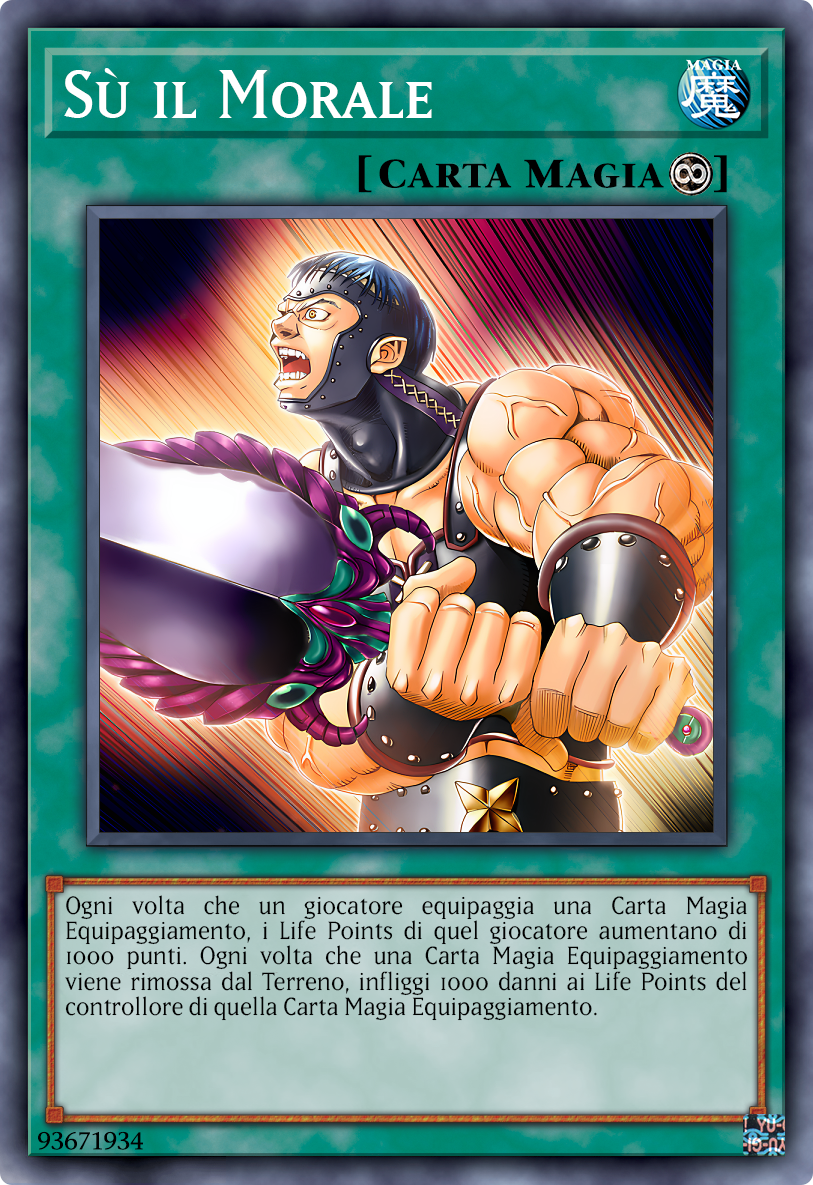 Sù il Morale
MAGIA
魔
[Carta Magia]
Ogni volta che un giocatore equipaggia una Carta Magia
Equipaggiamento, i Life Points di quel giocatore aumentano di
1000 punti. Ogni volta che una Carta Magia Equipaggiamento
viene rimossa dal Terreno, infliggi 1000 danni ai Life Points del
controllore di quella Carta Magia Equipaggiamento.
93671934